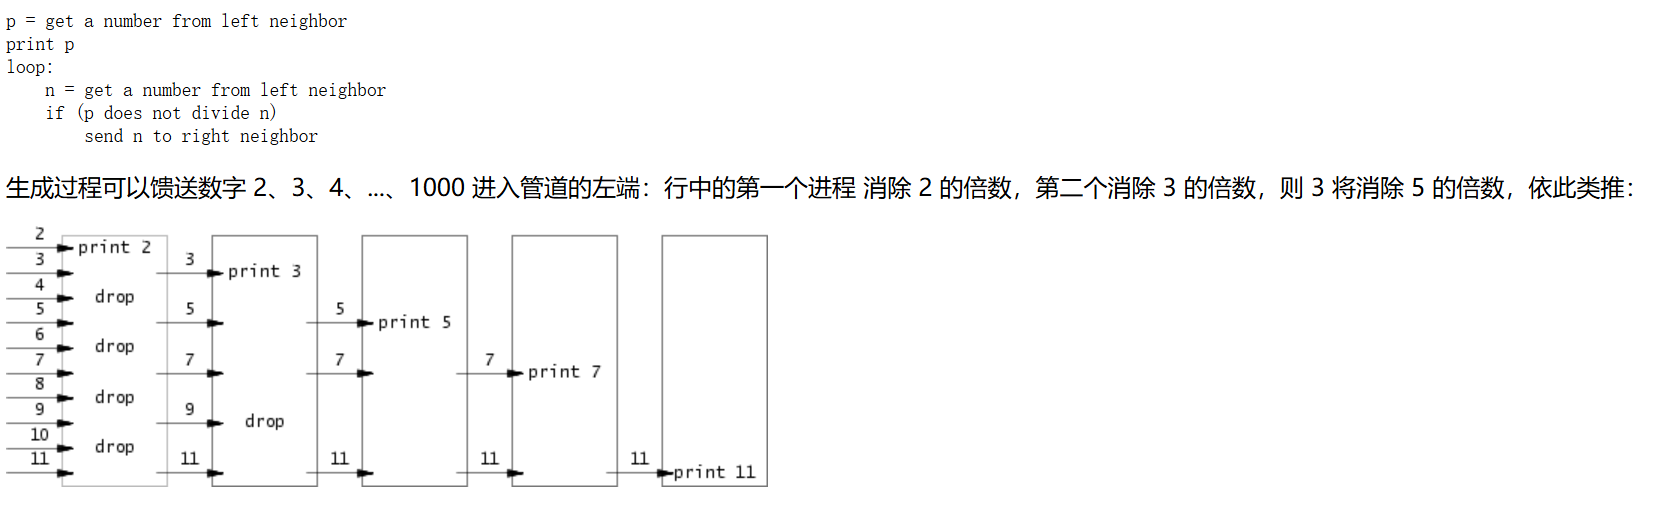 p = get a number from left neighbor
print p
loop:
    n = get a number from left neighbor
    if (p does not divide n)
        send n to right neighbor
生成过程可以馈送数字 2、3、4、...、 1000 进入管道的左端：行中的第一个进程 消除 2 的倍数，第二个消除 3 的倍数，则 3 将消除 5 的倍数，依此类推：
2
print 2
3
3
print 3
4
drop
5
5
5
print 5
6
drop
7
7
7
7
print 7
8
drop
9
9
drop
10
drop
11
11
11
11
11
print 11